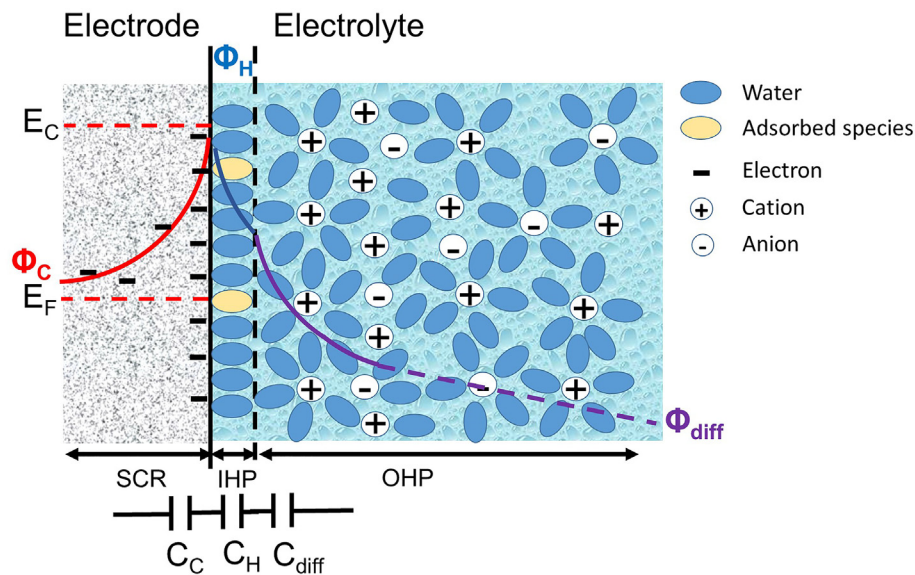 Electrode
Electrolyte
Φ_H
E_C
Φ_C
E_F
Φ_diff
Water
Adsorbed species
Electron
+ Cation
- Anion
SCR
IHP
OHP
C_C
C_H
C_diff